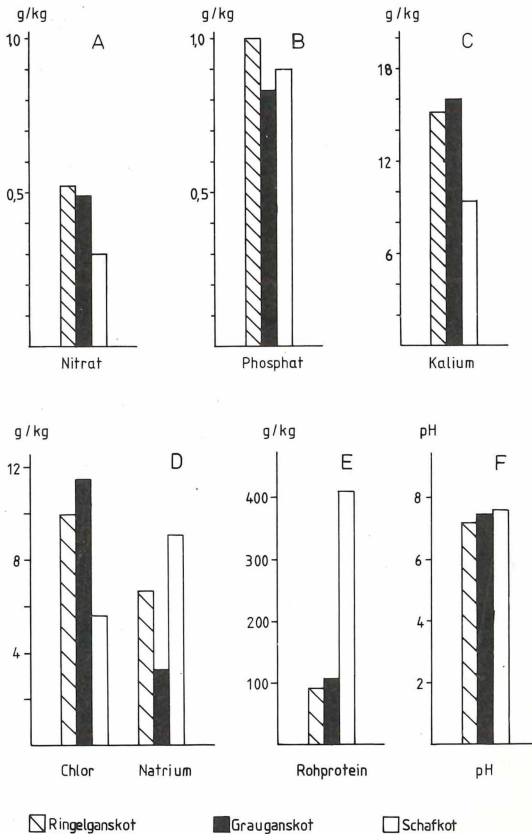 g/kg g/kg g/kg
A B C
1,0 1,0 18
0,5 0,5 12
6
Nitrat Phosphat Kalium
g/kg g/kg pH
D E F
12 400 8
8 300 6
200 4
4 100 2
Chlor Natrium Rohprotein pH
Ringelganskot Grauganskot Schafkot